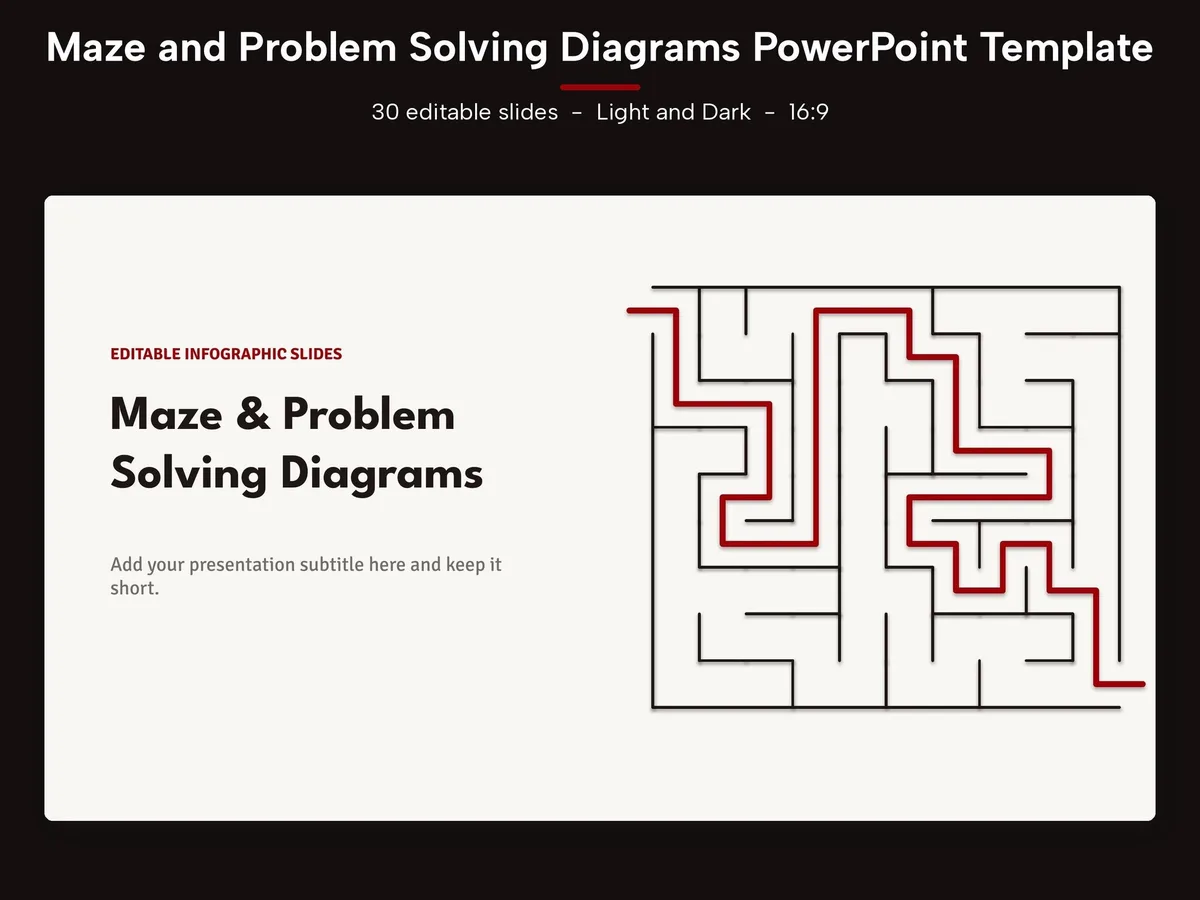 Maze and Problem Solving Diagrams PowerPoint Template
30 editable slides - Light and Dark - 16:9
EDITABLE INFOGRAPHIC SLIDES
Maze & Problem
Solving Diagrams
Add your presentation subtitle here and keep it
short.